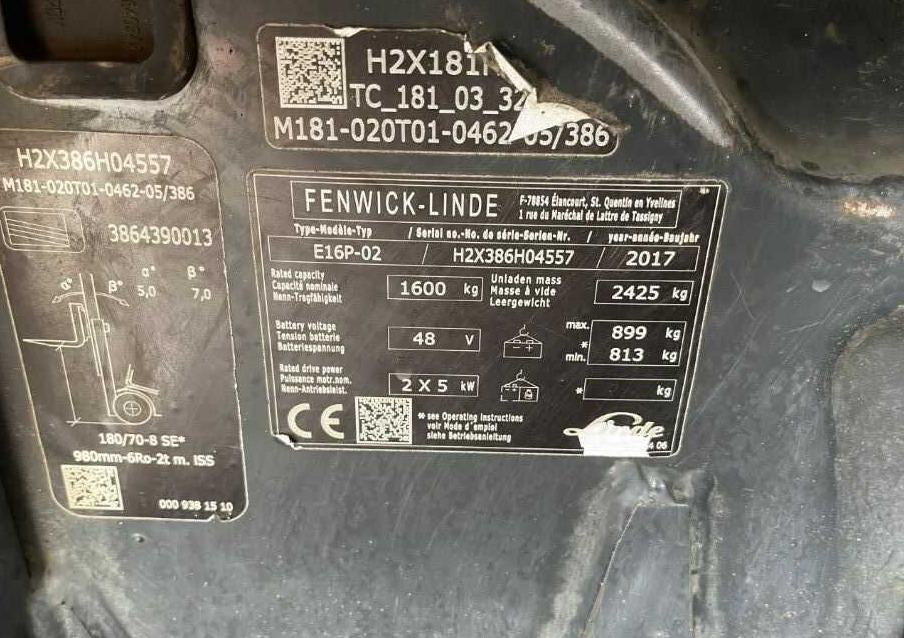 H2X181
TC_181_03_32
M181-020T01-0462-05/386
H2X386H04557
M181-020T01-0462-05/386
3864390013
α° β° α° β°
5,0 7,0
180/70-8 SE*
980mm-6Ro-2t m. ISS
000 938 15 10
FENWICK-LINDE
F-78854 Élancourt, St. Quentin en Yvelines
1 rue du Maréchal de Lattre de Tassigny
Type-Modèle-Typ / Serial no.-No. de série-Serien-Nr. / year-année-Baujahr
E16P-02 / H2X386H04557 / 2017
Rated capacity
Capacité nominale
Nenn-Tragfähigkeit
1600 kg
Unladen mass
Masse à vide
Leergewicht
2425 kg
Battery voltage
Tension batterie
Batteriespannung
48 V
max. 899 kg
*
min. 813 kg
Rated drive power
Puissance motr.nom.
Nenn-Antriebsleist.
2 X 5 kW
* kg
CE
* see Operating Instructions
voir Mode d'emploi
siehe Betriebsanleitung
Linde